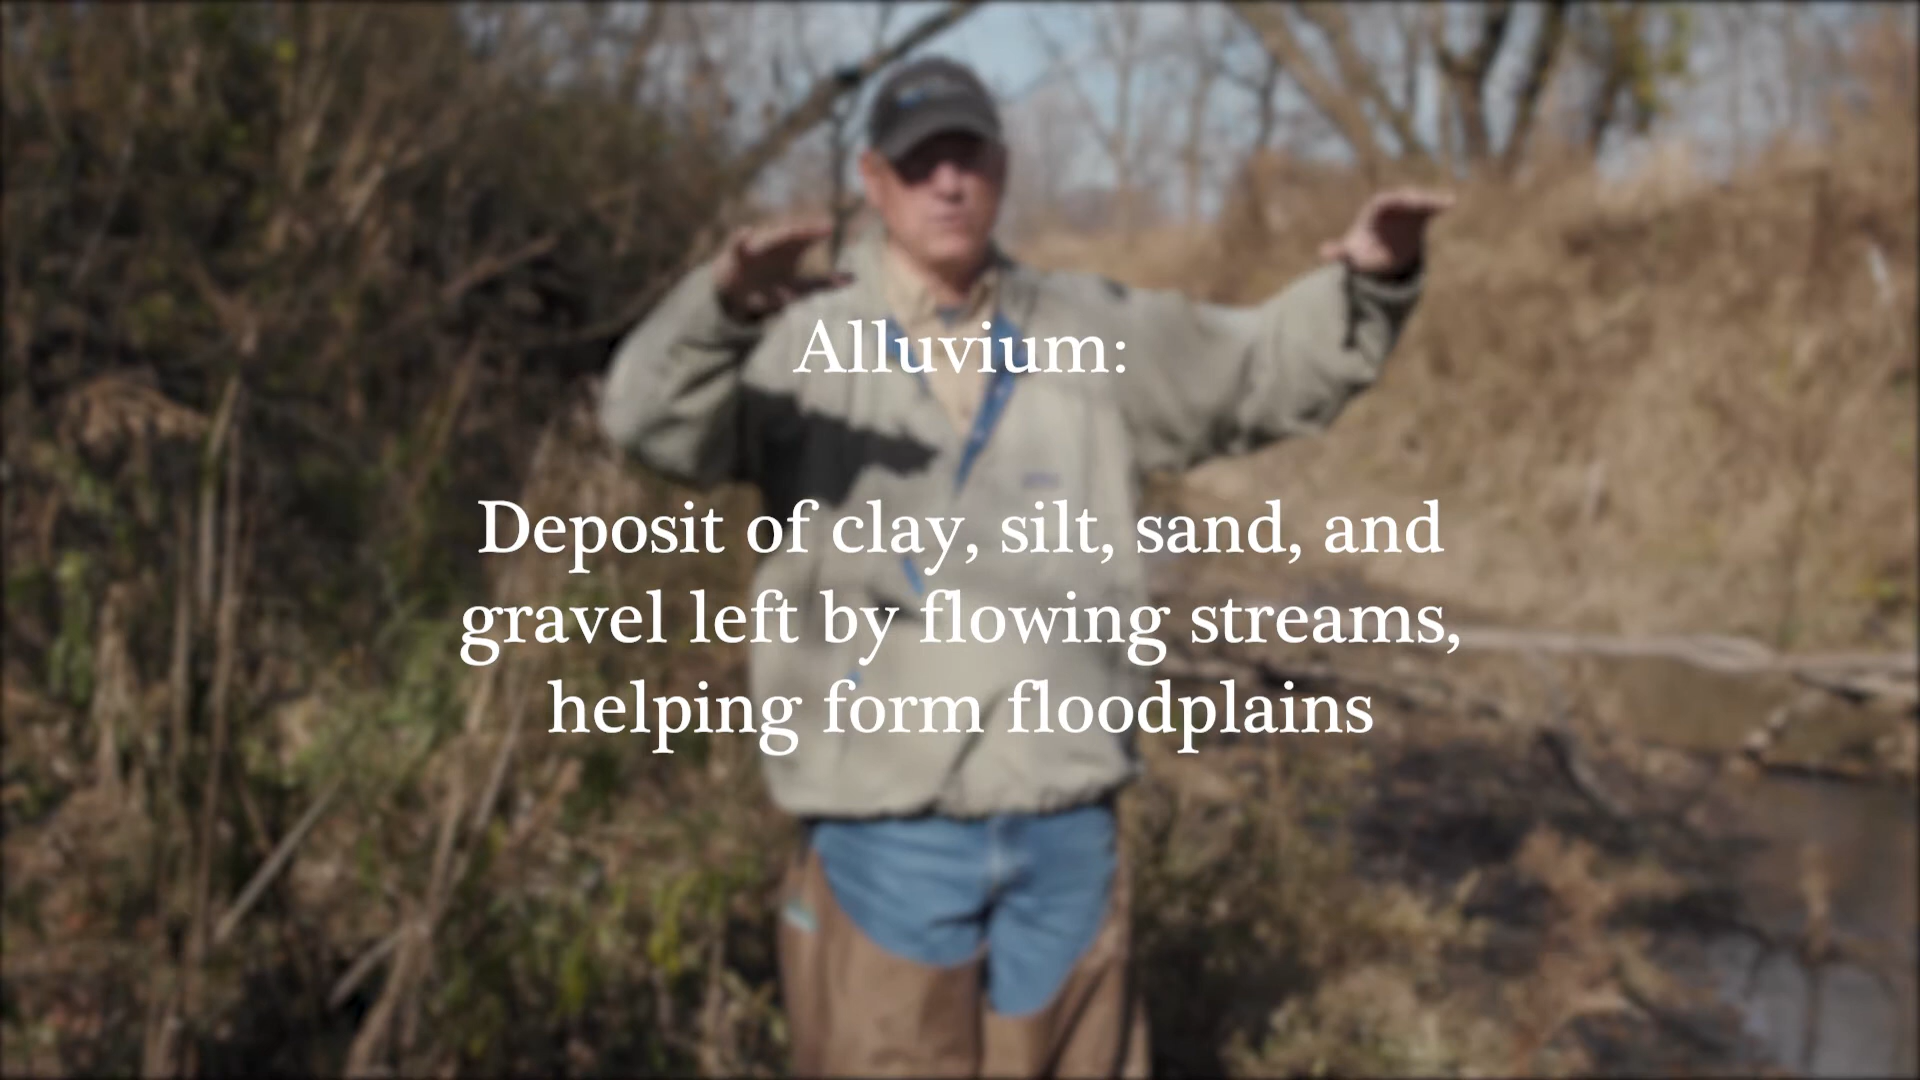 Alluvium:
Deposit of clay, silt, sand, and
gravel left by flowing streams,
helping form floodplains